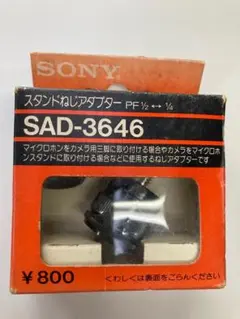 SONY
スタンドねじアダプター PF ½ ↔ ¼
SAD-3646
マイクロホンをカメラ用三脚に取り付ける場合やカメラをマイクロホ
ンスタンドに取り付ける場合などに使用するねじアダプターです
¥800
くわしくは裏面をごらんください